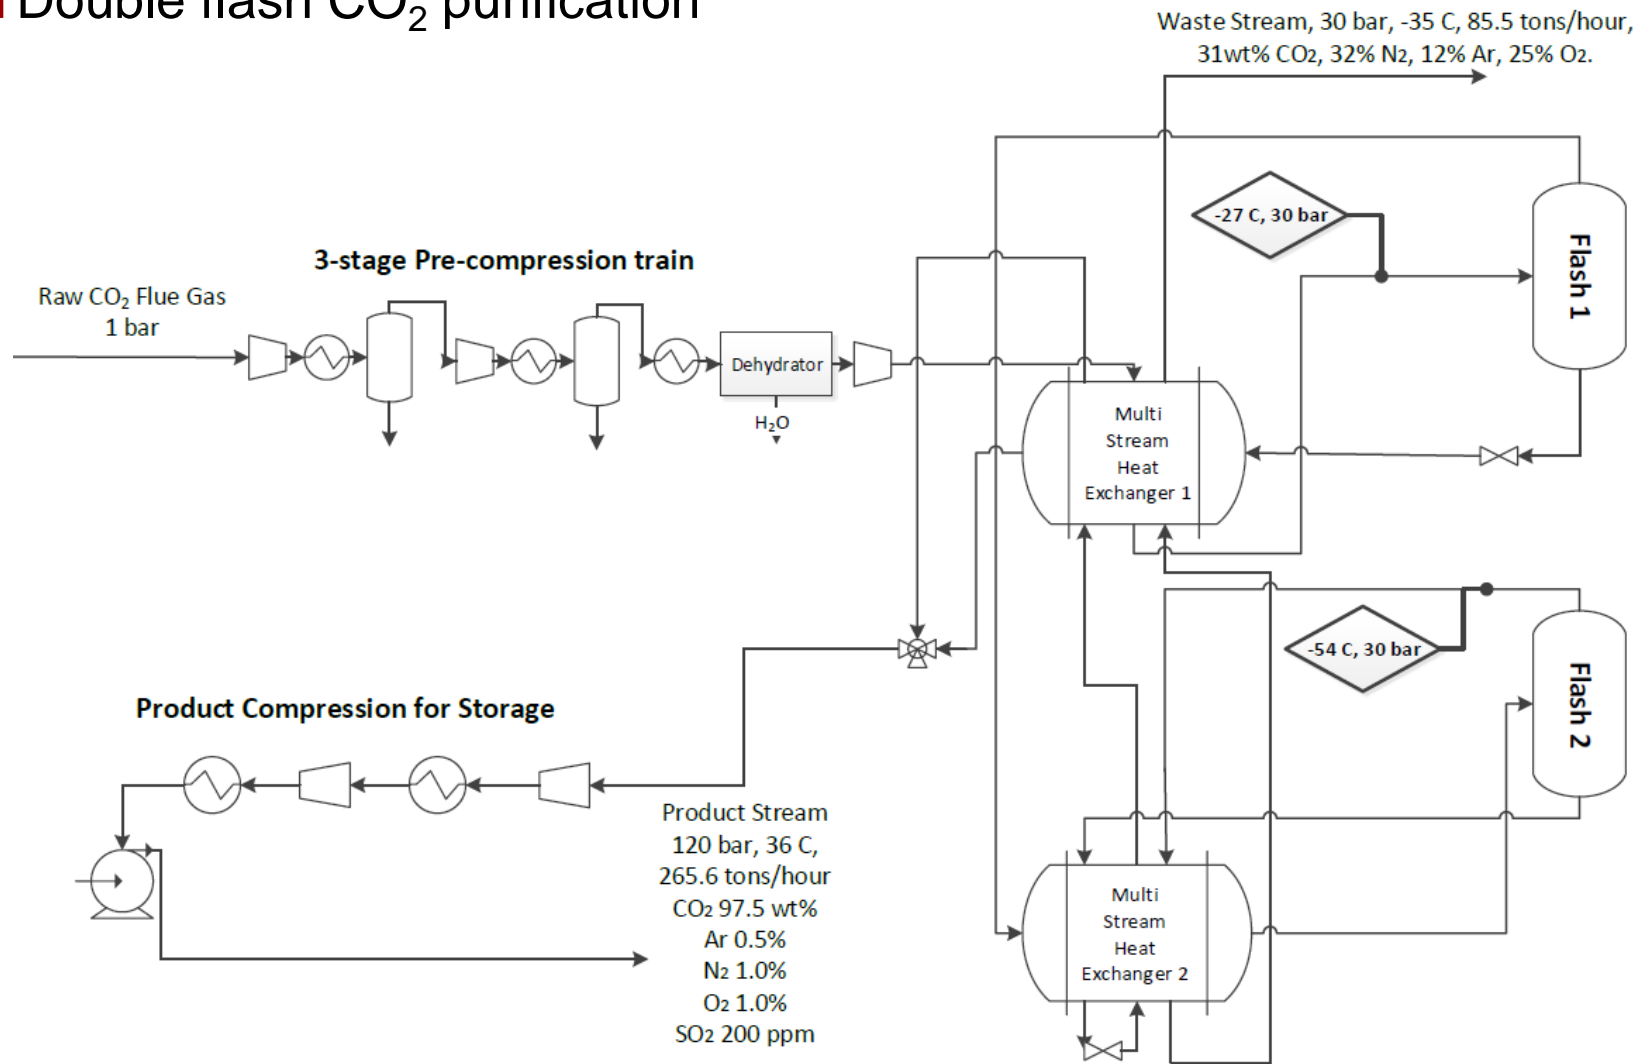 Double flash CO₂ purification
Waste Stream, 30 bar, -35 C, 85.5 tons/hour,
31wt% CO2, 32% N2, 12% Ar, 25% O2.
-27 C, 30 bar
Flash 1
3-stage Pre-compression train
Raw CO₂ Flue Gas
1 bar
Dehydrator
H₂O
Multi
Stream
Heat
Exchanger 1
-54 C, 30 bar
Flash 2
Product Compression for Storage
Product Stream
120 bar, 36 C,
265.6 tons/hour
CO2 97.5 wt%
Ar 0.5%
N2 1.0%
O2 1.0%
SO2 200 ppm
Multi
Stream
Heat
Exchanger 2